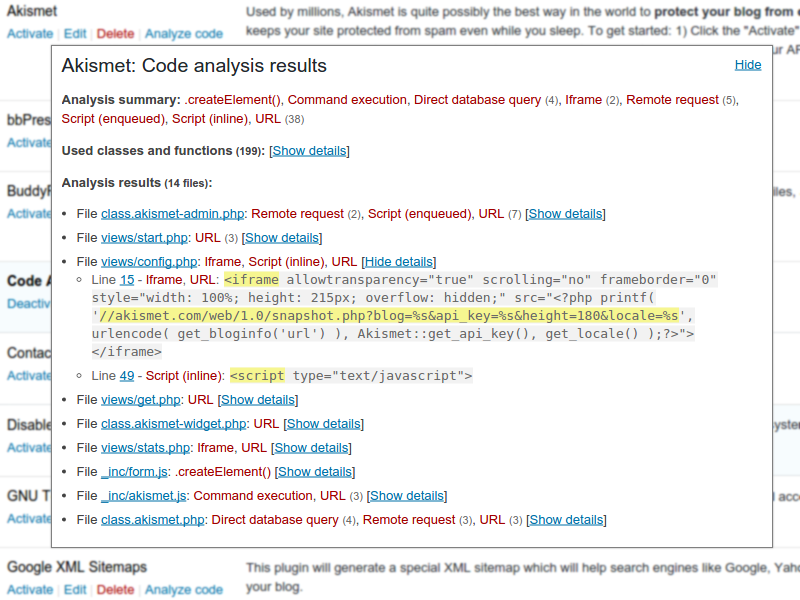 Akismet
Used by millions, Akismet is quite possibly the best way in the world to protect your blog from
Activate | Edit | Delete | Analyze code
keeps your site protected from spam even while you sleep. To get started: 1) Click the "Activate"
Akismet: Code analysis results
Hide
Analysis summary: .createElement(), Command execution, Direct database query (4), Iframe (2), Remote request (5),
Script (enqueued), Script (inline), URL (38)
Used classes and functions (199): [Show details]
Analysis results (14 files):
• File class.akismet-admin.php: Remote request (2), Script (enqueued), URL (7) [Show details]
• File views/start.php: URL (3) [Show details]
• File views/config.php: Iframe, Script (inline), URL [Hide details]
◦ Line 15 - Iframe, URL: <iframe allowtransparency="true" scrolling="no" frameborder="0"
style="width: 100%; height: 215px; overflow: hidden;" src="<?php printf(
'//akismet.com/web/1.0/snapshot.php?blog=%s&api_key=%s&height=180&locale=%s',
urlencode( get_bloginfo('url') ), Akismet::get_api_key(), get_locale() );?>">
</iframe>
◦ Line 49 - Script (inline): <script type="text/javascript">
• File views/get.php: URL [Show details]
• File class.akismet-widget.php: URL [Show details]
• File views/stats.php: Iframe, URL [Show details]
• File _inc/form.js: .createElement() [Show details]
• File _inc/akismet.js: Command execution, URL (3) [Show details]
• File class.akismet.php: Direct database query (4), Remote request (3), URL (3) [Show details]
bbPres
Activate
BuddyP
Activate
Code A
Deactiv
Contac
Activate
Disable
Activate
GNU T
Activate
Google XML Sitemaps
This plugin will generate a special XML sitemap which will help search engines like Google, Yaho
Activate | Edit | Delete | Analyze code
your blog.